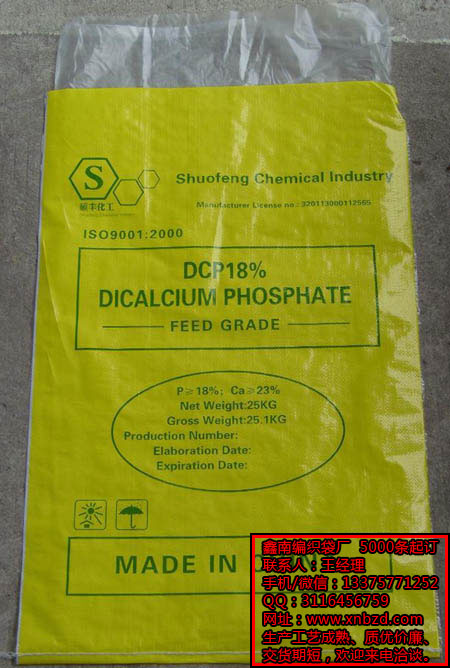 S
硕丰化工
Shuofeng Chemical Industry
Manufacturer License no.: 320113000112565
ISO9001:2000
DCP18%
DICALCIUM PHOSPHATE
FEED GRADE
P≥18%; Ca≥23%
Net Weight:25KG
Gross Weight:25.1KG
Production Number:
Elaboration Date:
Expiration Date:
MADE IN
鑫南编织袋厂 5000条起订
联系人：王经理
手机/微信：13375771252
QQ：3116456759
网址：www.xnbzd.com
生产工艺成熟、质优价廉、
交货期短，欢迎来电洽谈。